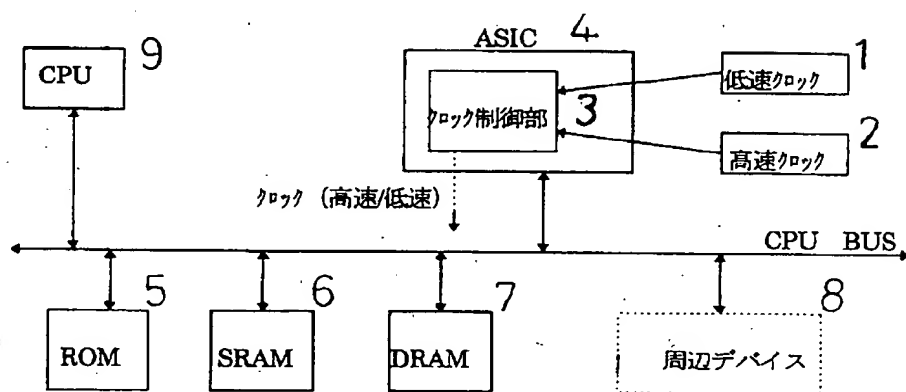 ASIC 4
CPU 9
低速クロック 1
クロック制御部 3
高速クロック 2
クロック (高速/低速)
CPU BUS
ROM 5
SRAM 6
DRAM 7
周辺デバイス 8